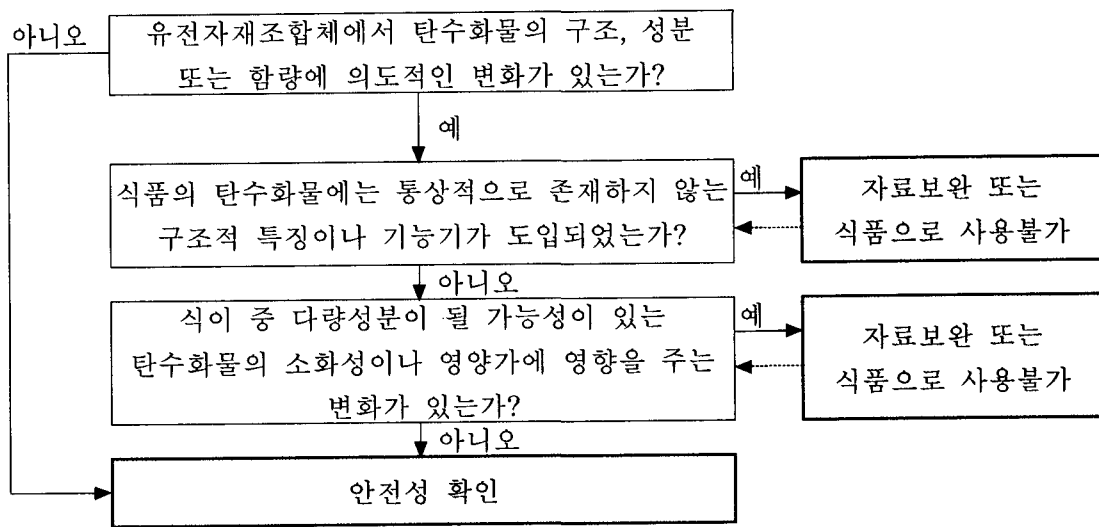 아니오
유전자재조합체에서 탄수화물의 구조, 성분
또는 함량에 의도적인 변화가 있는가?
예
식품의 탄수화물에는 통상적으로 존재하지 않는
구조적 특징이나 기능기가 도입되었는가?
예
자료보완 또는
식품으로 사용불가
아니오
식이 중 다량성분이 될 가능성이 있는
탄수화물의 소화성이나 영양가에 영향을 주는
변화가 있는가?
예
자료보완 또는
식품으로 사용불가
아니오
안전성 확인